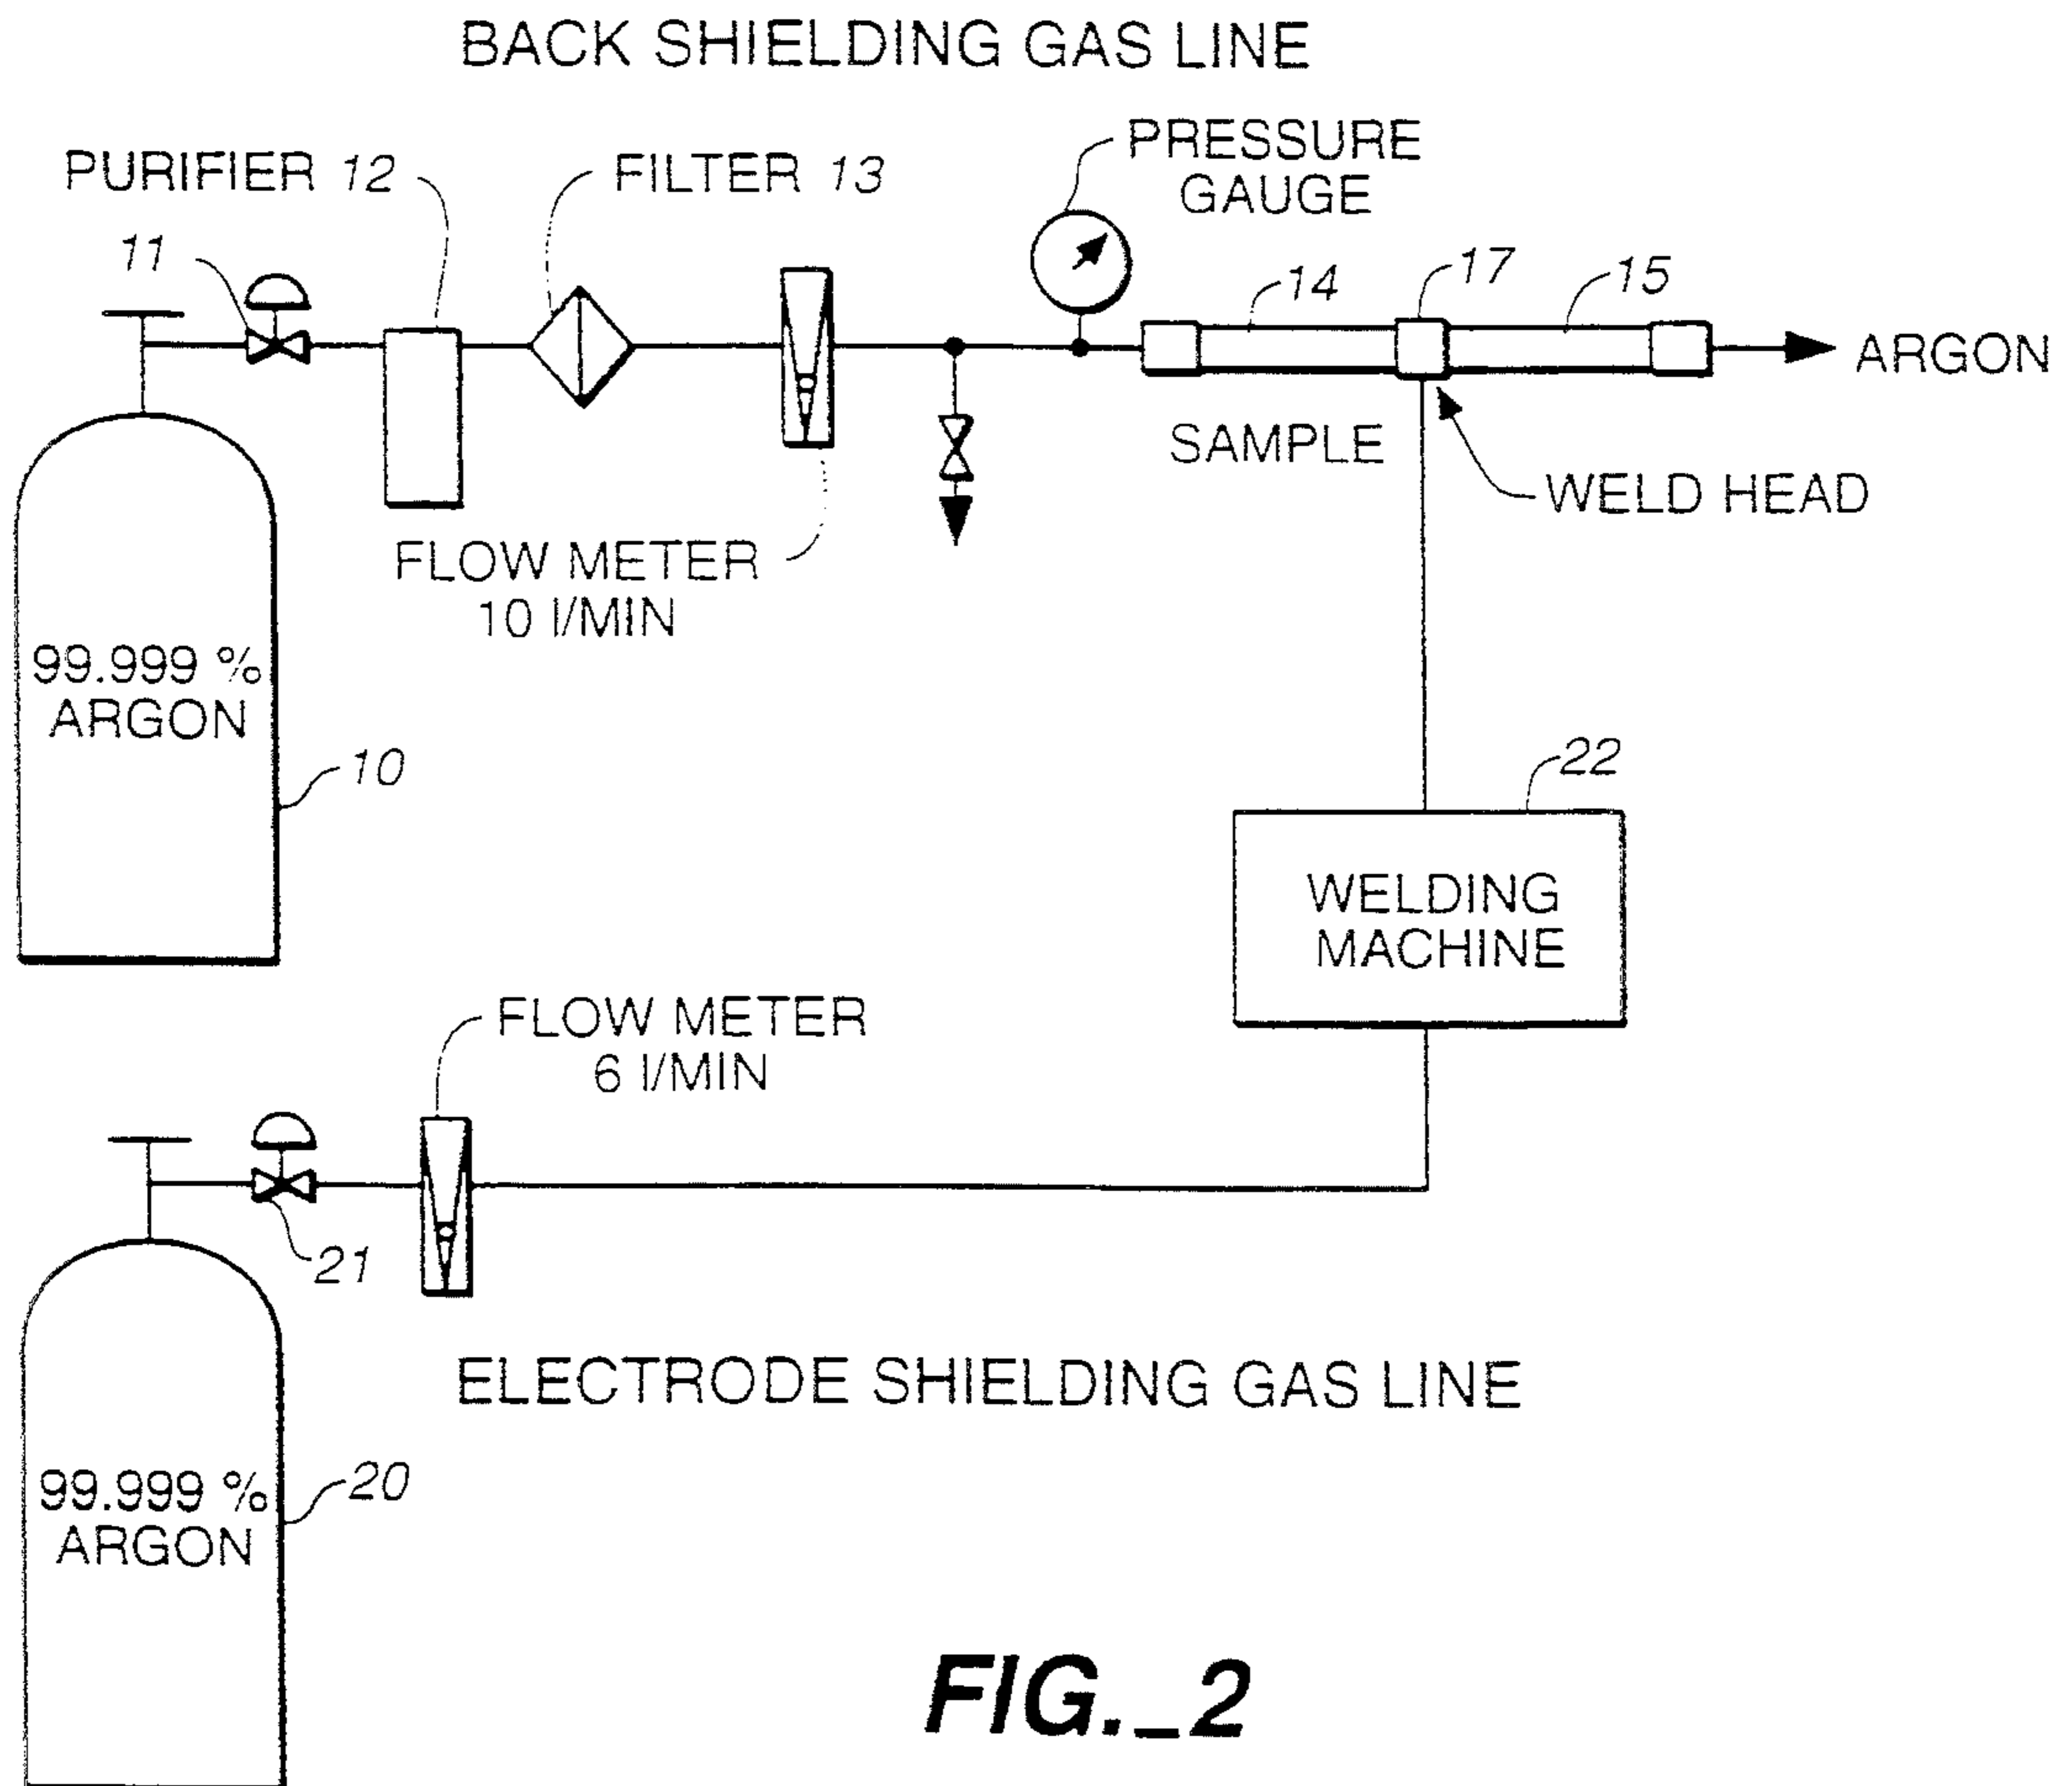 BACK SHIELDING GAS LINE
PURIFIER 12
FILTER 13
PRESSURE
GAUGE
11
14
17
15
ARGON
SAMPLE
WELD HEAD
FLOW METER
10 l/MIN
99.999 %
ARGON
10
22
WELDING
MACHINE
FLOW METER
6 l/MIN
21
ELECTRODE SHIELDING GAS LINE
99.999 %
ARGON
20
FIG._2